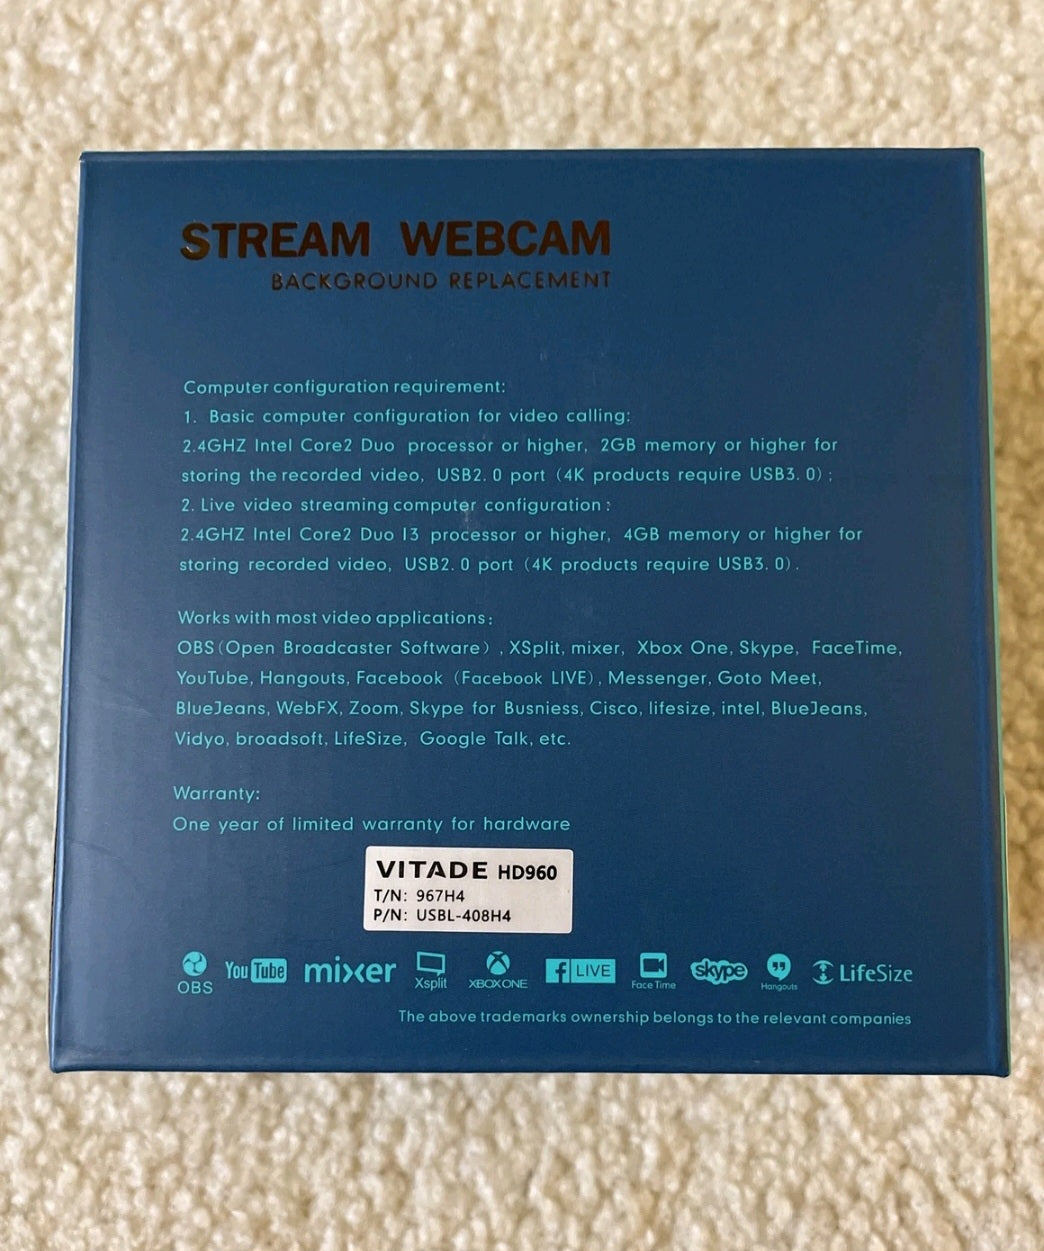 STREAM WEBCAM
BACKGROUND REPLACEMENT
Computer configuration requirement:
1. Basic computer configuration for video calling:
2.4GHZ Intel Core2 Duo processor or higher, 2GB memory or higher for
storing the recorded video, USB2.0 port (4K products require USB3.0);
2. Live video streaming computer configuration:
2.4GHZ Intel Core2 Duo I3 processor or higher, 4GB memory or higher for
storing recorded video, USB2.0 port (4K products require USB3.0).
Works with most video applications:
OBS(Open Broadcaster Software), XSplit, mixer, Xbox One, Skype, FaceTime,
YouTube, Hangouts, Facebook (Facebook LIVE), Messenger, Goto Meet,
BlueJeans, WebFX, Zoom, Skype for Busniess, Cisco, lifesize, intel, BlueJeans,
Vidyo, broadsoft, LifeSize, Google Talk, etc.
Warranty:
One year of limited warranty for hardware
VITADE HD960
T/N: 967H4
P/N: USBL-408H4
OBS YouTube mixer Xsplit XBOX ONE f LIVE FaceTime skype Hangouts LifeSize
The above trademarks ownership belongs to the relevant companies